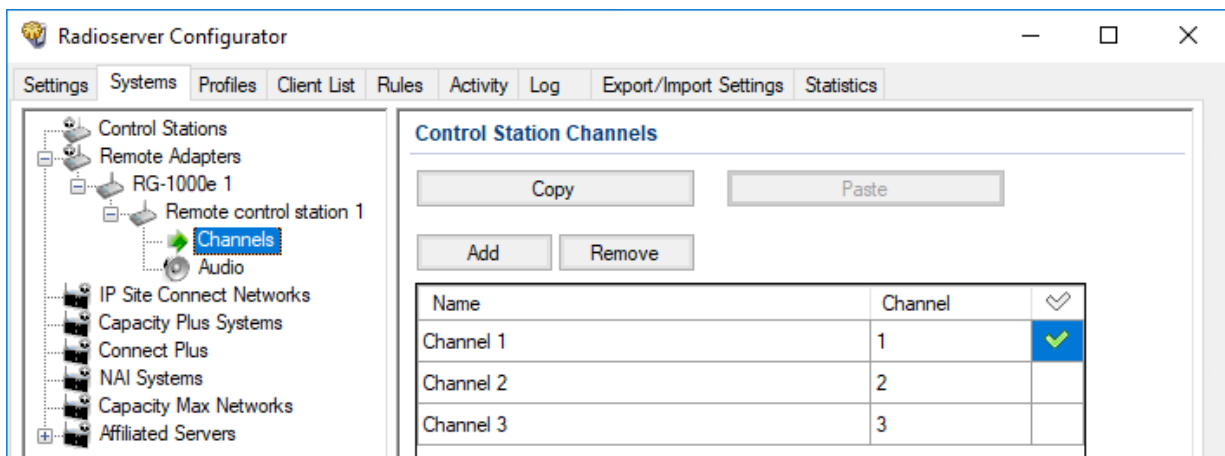 Radioserver Configurator
Settings Systems Profiles Client List Rules Activity Log Export/Import Settings Statistics
Control Stations
Remote Adapters
RG-1000e 1
Remote control station 1
Channels
Audio
IP Site Connect Networks
Capacity Plus Systems
Connect Plus
NAI Systems
Capacity Max Networks
Affiliated Servers
Control Station Channels
Copy Paste
Add Remove
Name Channel
Channel 1 1
Channel 2 2
Channel 3 3